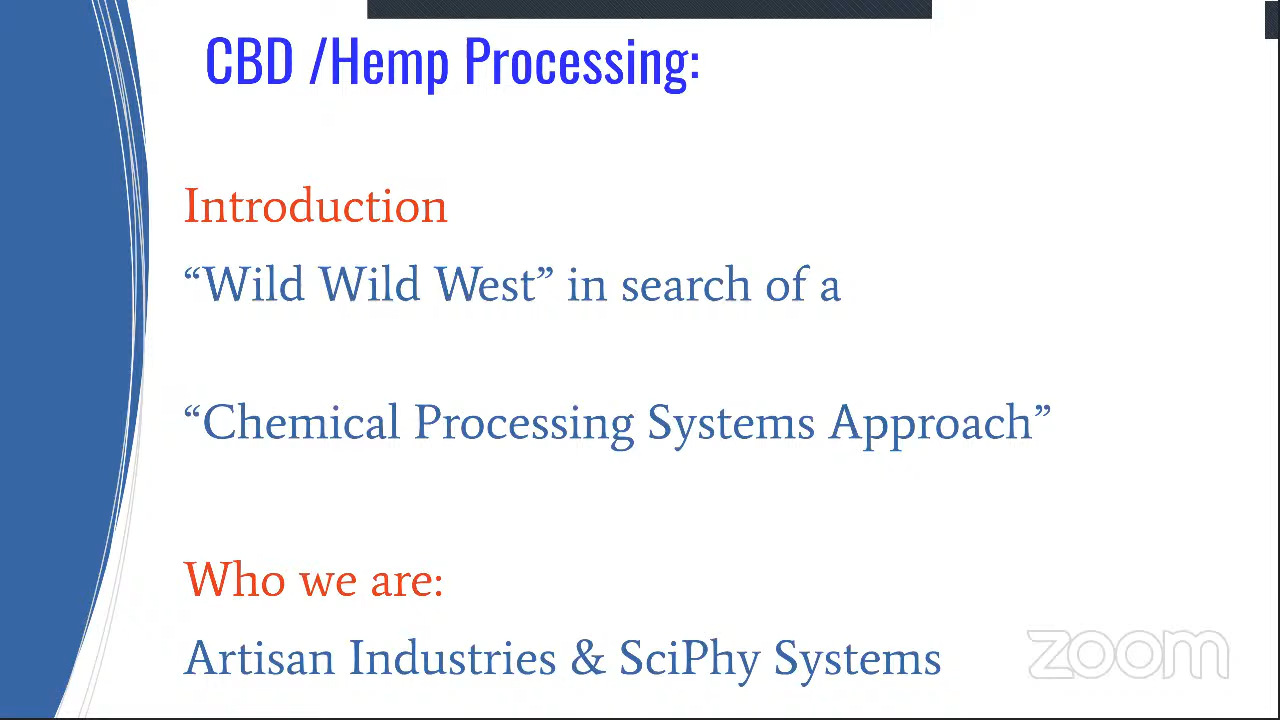 CBD /Hemp Processing:
Introduction
“Wild Wild West” in search of a
“Chemical Processing Systems Approach”
Who we are:
Artisan Industries & SciPhy Systems
zoom